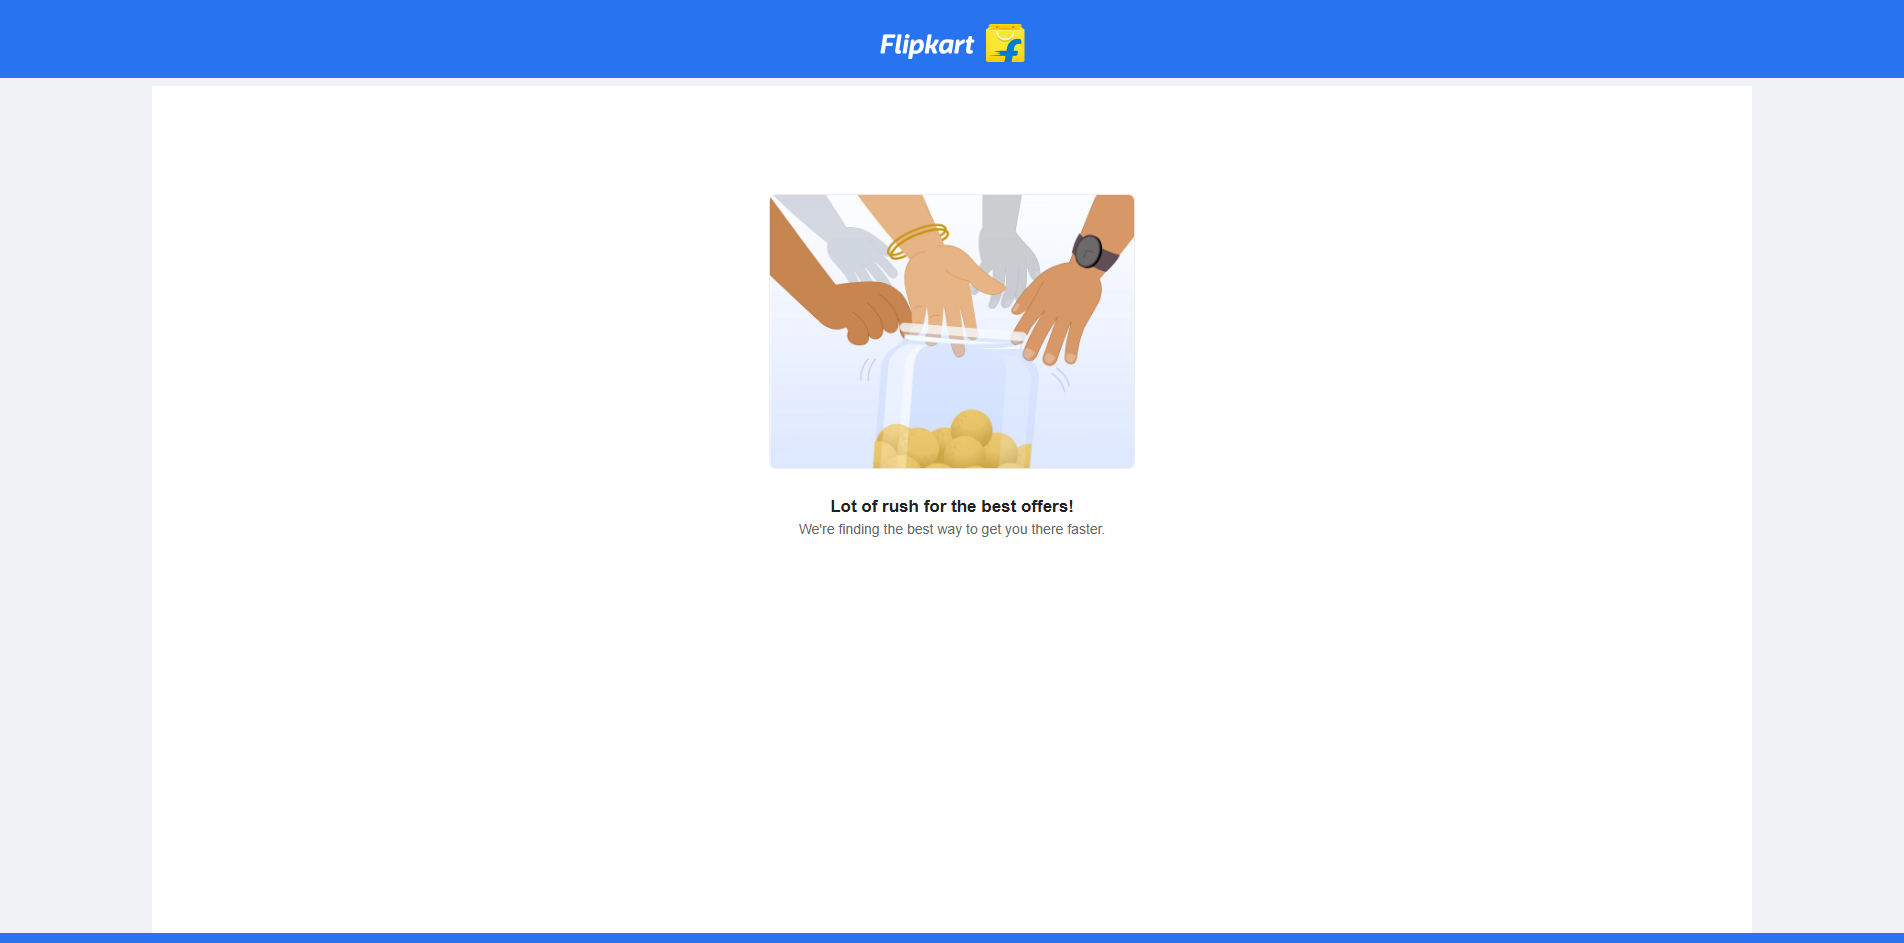 Flipkart
Lot of rush for the best offers!
We're finding the best way to get you there faster.